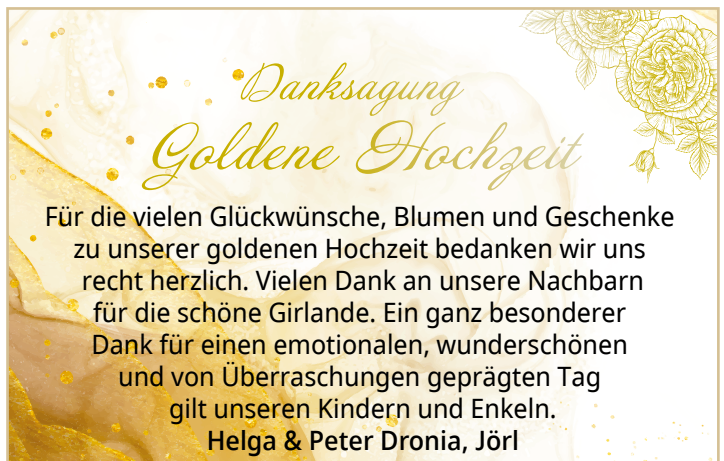 Danksagung
Goldene Hochzeit
Für die vielen Glückwünsche, Blumen und Geschenke
zu unserer goldenen Hochzeit bedanken wir uns
recht herzlich. Vielen Dank an unsere Nachbarn
für die schöne Girlande. Ein ganz besonderer
Dank für einen emotionalen, wunderschönen
und von Überraschungen geprägten Tag
gilt unseren Kindern und Enkeln.
Helga & Peter Dronia, Jörl